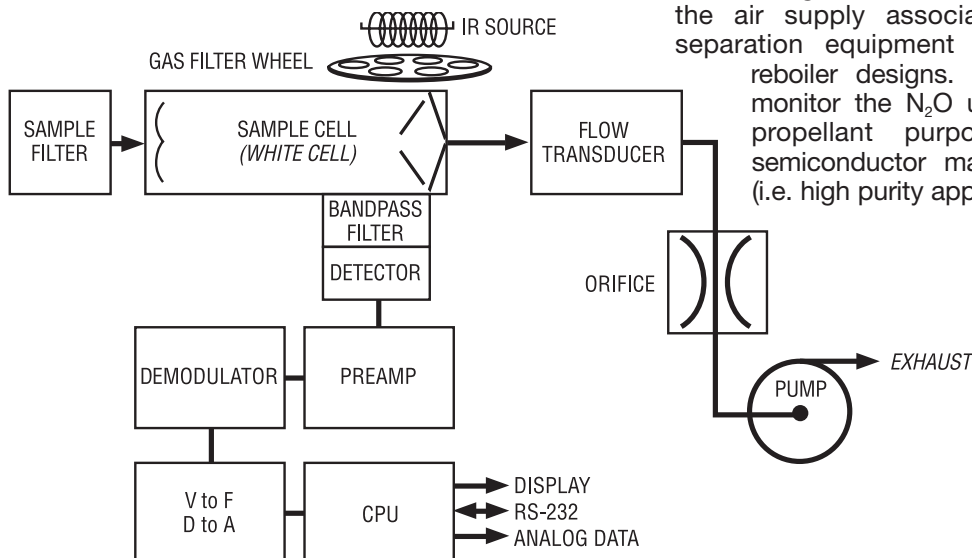 IR SOURCE
GAS FILTER WHEEL
SAMPLE
FILTER
SAMPLE CELL
(WHITE CELL)
FLOW
TRANSDUCER
BANDPASS
FILTER
DETECTOR
ORIFICE
DEMODULATOR
PREAMP
PUMP
EXHAUST
V to F
D to A
CPU
DISPLAY
RS-232
ANALOG DATA
the air supply associa
separation equipment
reboiler designs.
monitor the N₂O u
propellant purpo
semiconductor ma
(i.e. high purity app